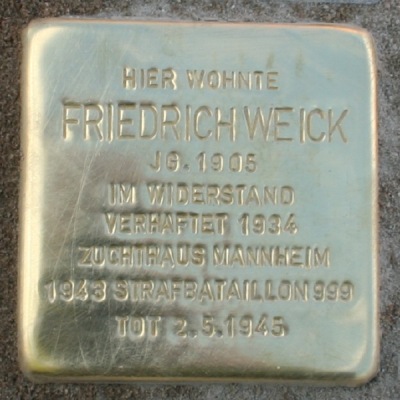 HIER WOHNTE
FRIEDRICH WEICK
JG. 1905
IM WIDERSTAND
VERHAFTET 1934
ZUCHTHAUS MANNHEIM
1943 STRAFBATAILLON 999
TOT 2.5.1945